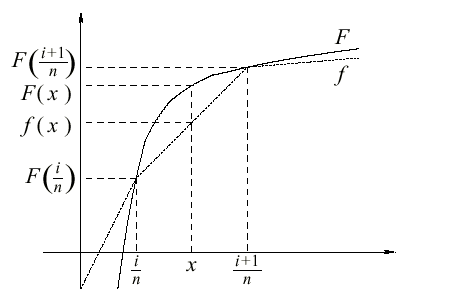 F
F(i+1/n)
f
F(x)
f(x)
F(i/n)
i/n x i+1/n